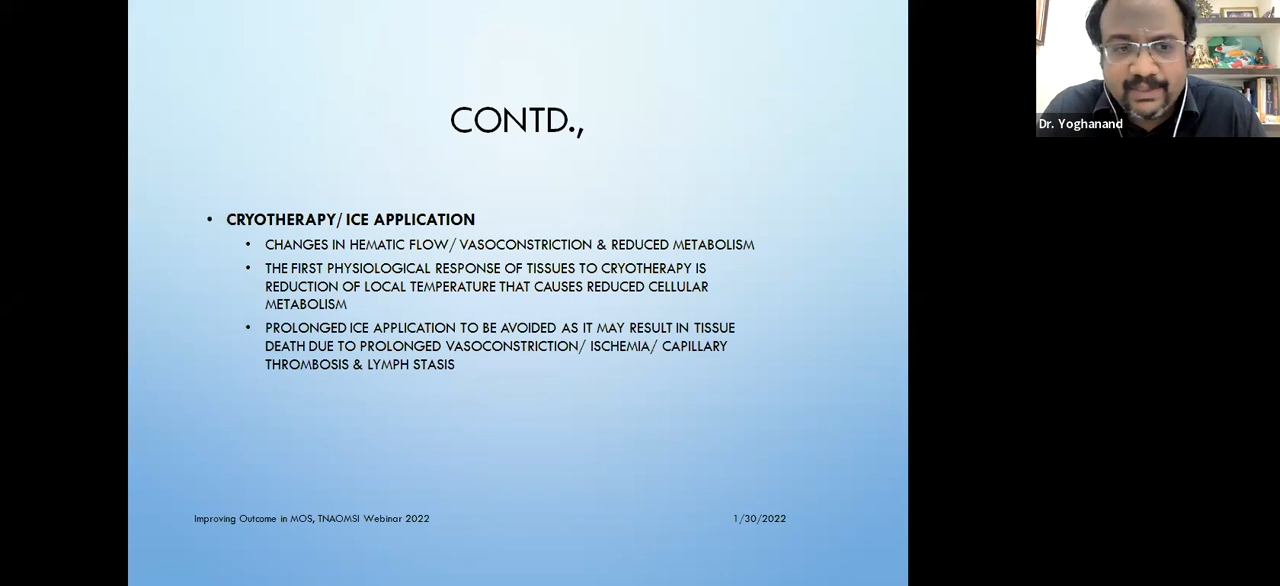 CONTD.,
• CRYOTHERAPY/ ICE APPLICATION
• CHANGES IN HEMATIC FLOW/ VASOCONSTRICTION & REDUCED METABOLISM
• THE FIRST PHYSIOLOGICAL RESPONSE OF TISSUES TO CRYOTHERAPY IS
REDUCTION OF LOCAL TEMPERATURE THAT CAUSES REDUCED CELLULAR
METABOLISM
• PROLONGED ICE APPLICATION TO BE AVOIDED AS IT MAY RESULT IN TISSUE
DEATH DUE TO PROLONGED VASOCONSTRICTION/ ISCHEMIA/ CAPILLARY
THROMBOSIS & LYMPH STASIS
Improving Outcome in MOS, TNAOMSI Webinar 2022
1/30/2022
Dr. Yoghanand